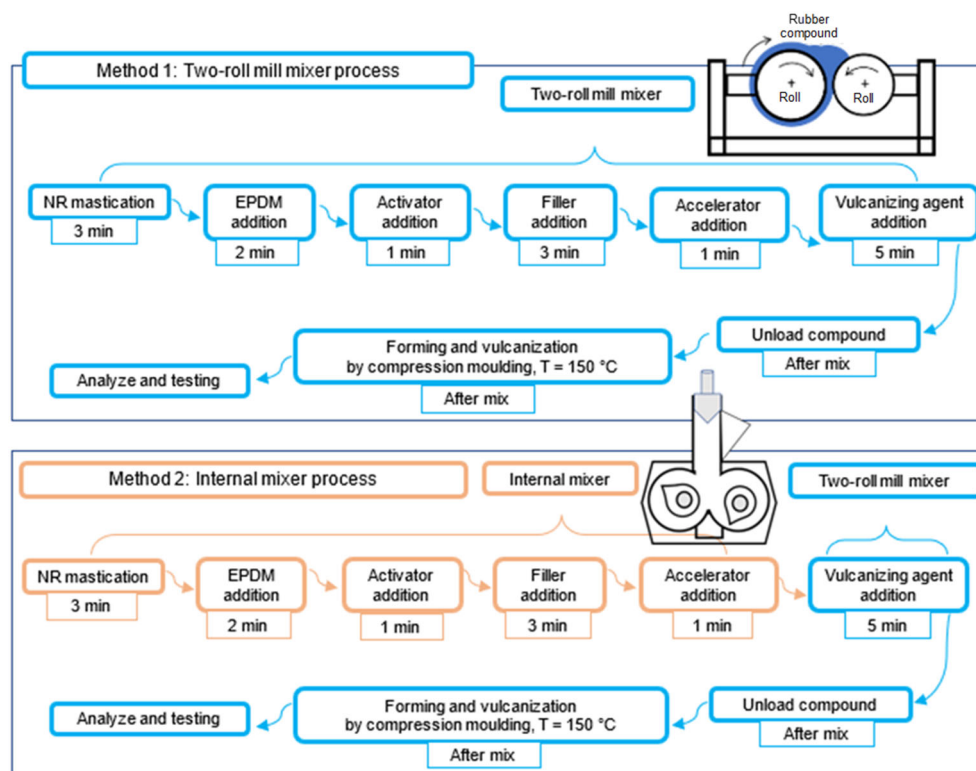 Rubber
compound
Method 1: Two-roll mill mixer process
Two-roll mill mixer
+
Roll
+
Roll
NR mastication
3 min
EPDM
addition
2 min
Activator
addition
1 min
Filler
addition
3 min
Accelerator
addition
1 min
Vulcanizing agent
addition
5 min
Unload compound
After mix
Forming and vulcanization
by compression moulding, T = 150 °C
After mix
Analyze and testing
Method 2: Internal mixer process
Internal mixer
Two-roll mill mixer
NR mastication
3 min
EPDM
addition
2 min
Activator
addition
1 min
Filler
addition
3 min
Accelerator
addition
1 min
Vulcanizing agent
addition
5 min
Unload compound
After mix
Forming and vulcanization
by compression moulding, T = 150 °C
After mix
Analyze and testing